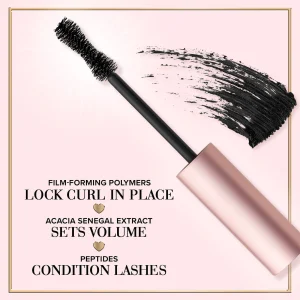 FILM-FORMING POLYMERS
LOCK CURL IN PLACE
ACACIA SENEGAL EXTRACT
SETS VOLUME
PEPTIDES
CONDITION LASHES